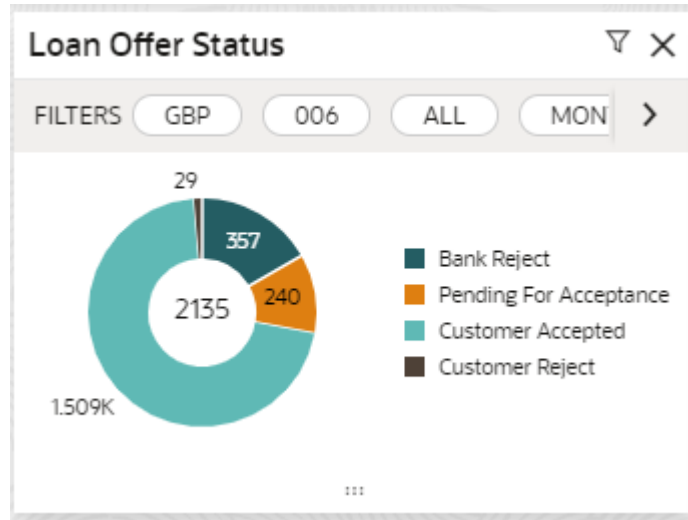 Loan Offer Status
FILTERS GBP 006 ALL
29
357
240
2135
1.509K
Bank Reject
Pending For Acceptance
Customer Accepted
Customer Reject